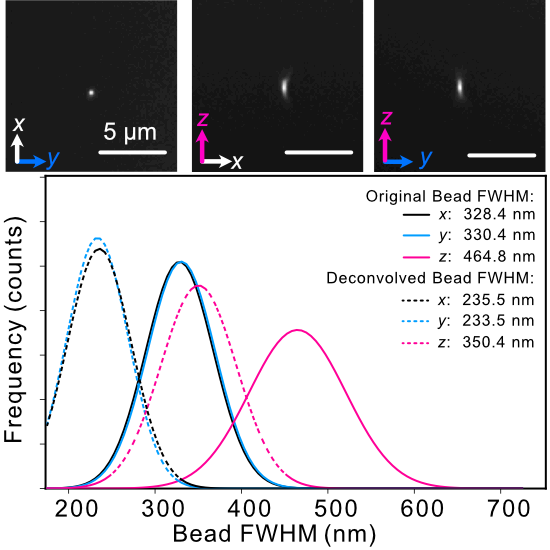 x
5 µm
y
z
x
z
y
Frequency (counts)
Original Bead FWHM:
x: 328.4 nm
y: 330.4 nm
z: 464.8 nm
Deconvolved Bead FWHM:
x: 235.5 nm
y: 233.5 nm
z: 350.4 nm
200 300 400 500 600 700
Bead FWHM (nm)